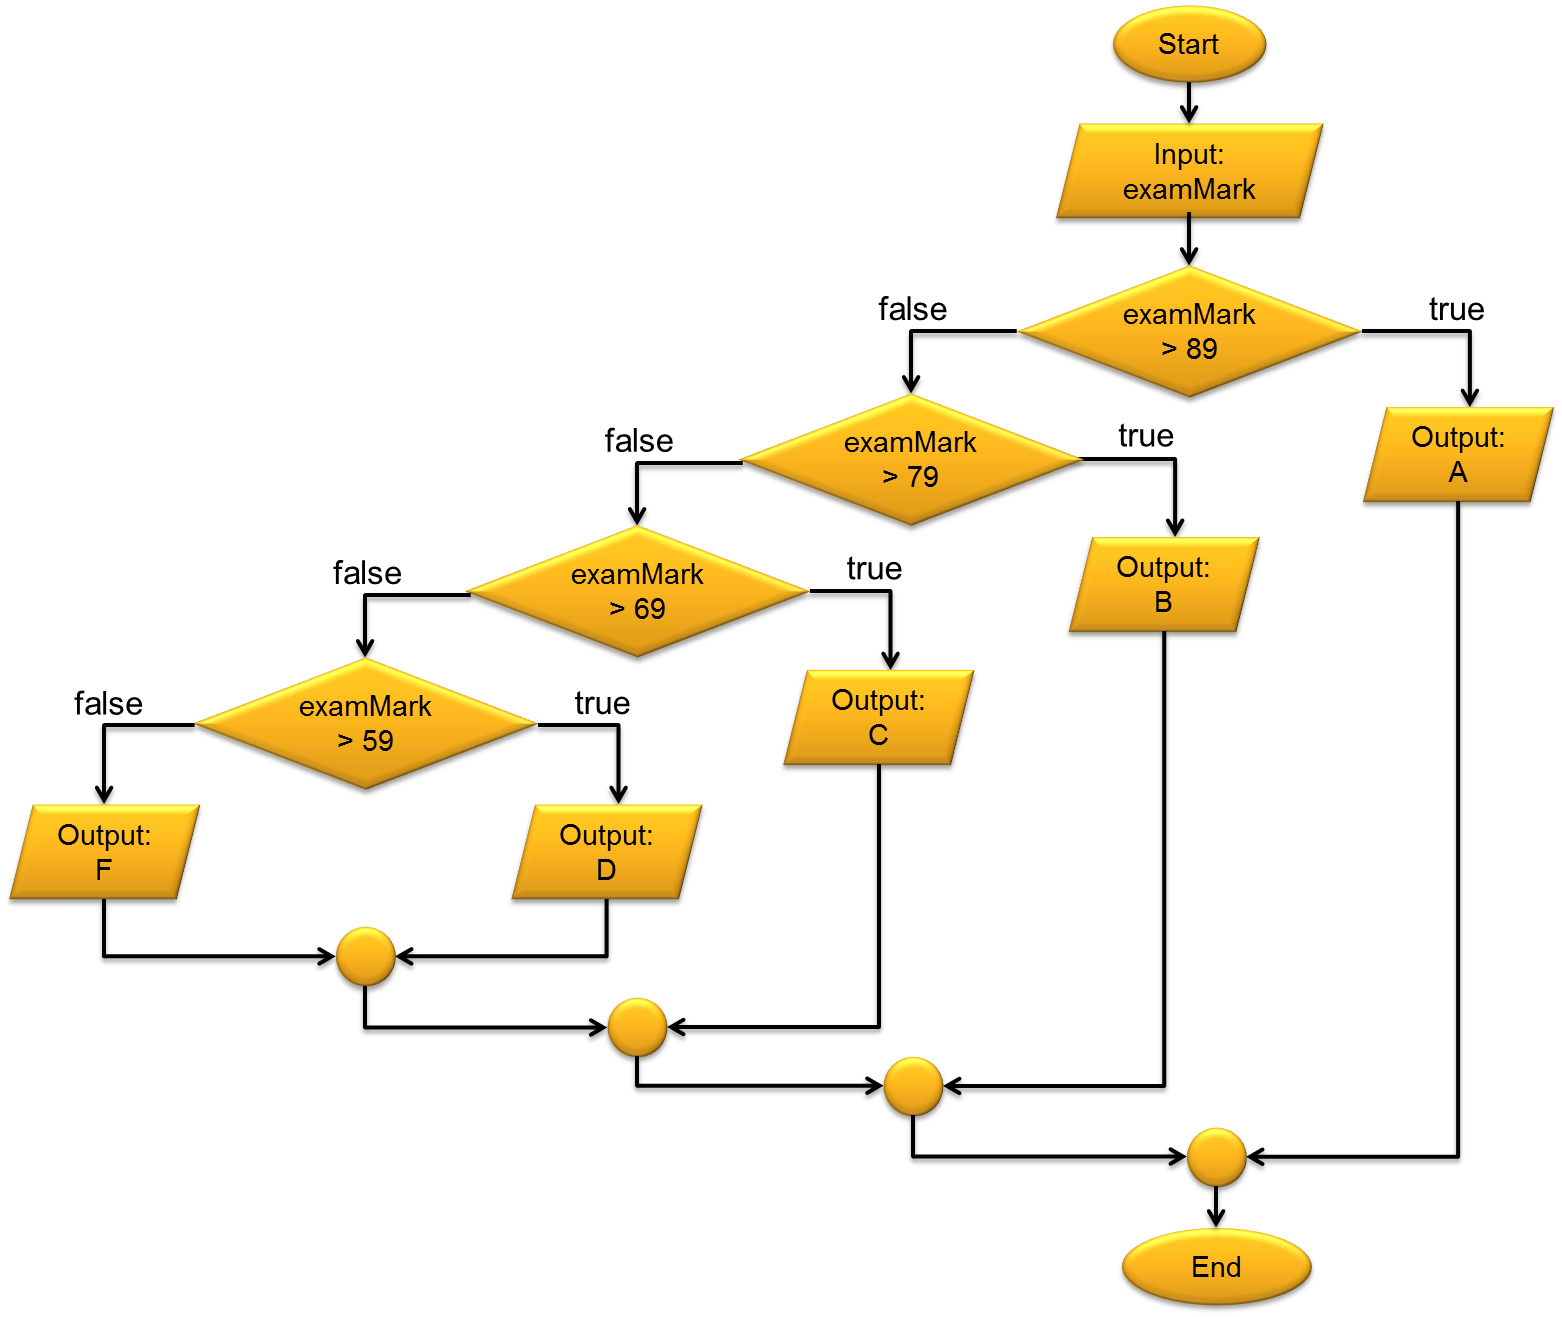 Start
Input:
examMark
examMark
> 89
false
true
Output:
A
examMark
> 79
false
true
Output:
B
examMark
> 69
false
true
Output:
C
examMark
> 59
false
true
Output:
F
Output:
D
End